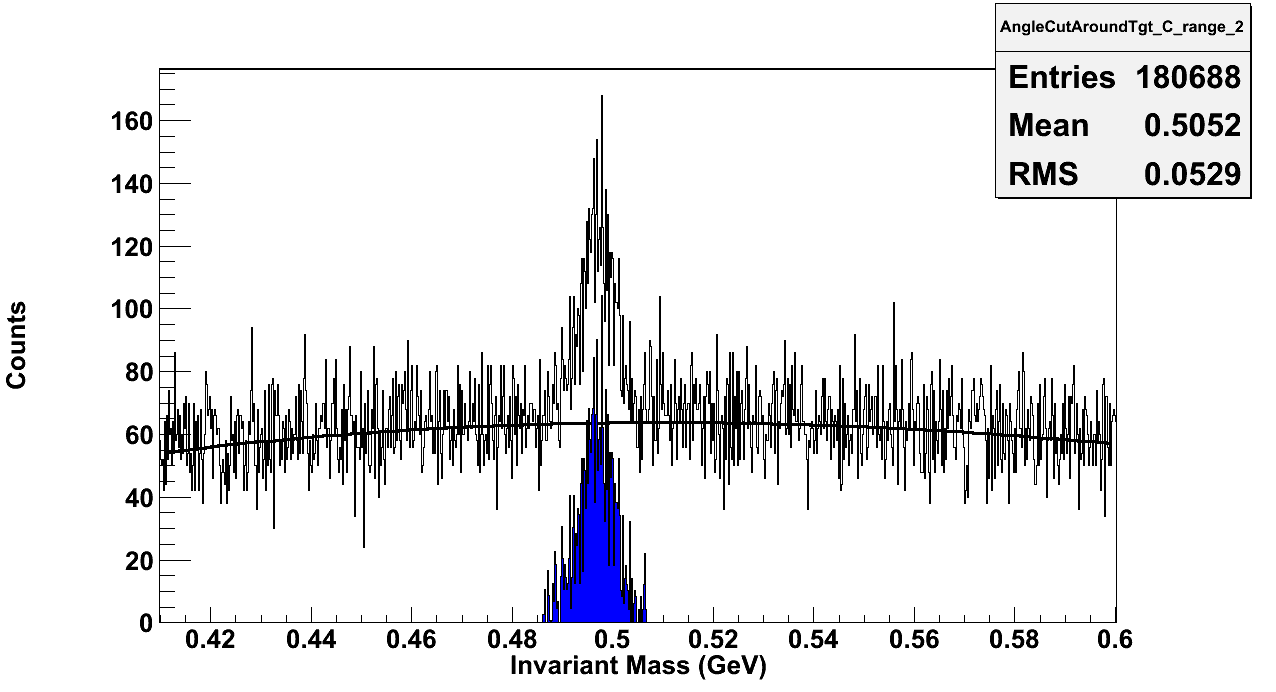 AngleCutAroundTgt_C_range_2
Entries 180688
Mean 0.5052
RMS 0.0529
Counts
160
140
120
100
80
60
40
20
0
0.42 0.44 0.46 0.48 0.5 0.52 0.54 0.56 0.58 0.6
Invariant Mass (GeV)